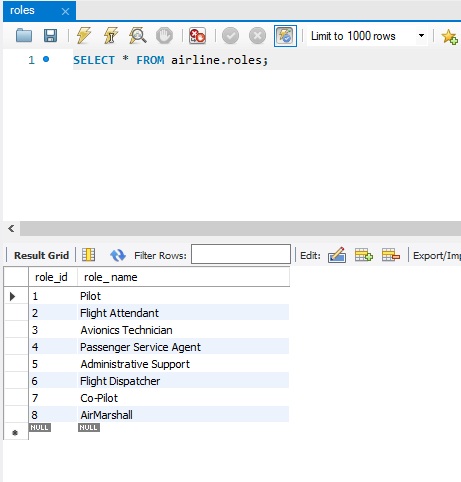 roles
Limit to 1000 rows
1 SELECT * FROM airline.roles;
Result Grid Filter Rows: Edit: Export/Imp
role_id role_ name
1 Pilot
2 Flight Attendant
3 Avionics Technician
4 Passenger Service Agent
5 Administrative Support
6 Flight Dispatcher
7 Co-Pilot
8 AirMarshall
NULL NULL